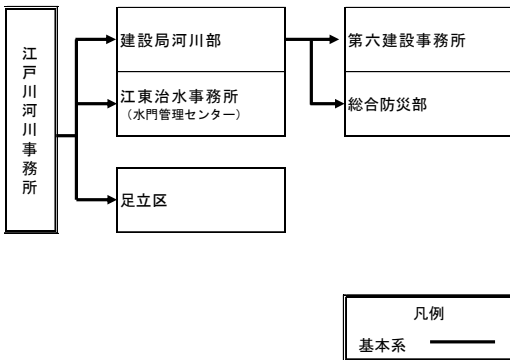 江戸川河川事務所
建設局河川部
江東治水事務所
（水門管理センター）
足立区
第六建設事務所
総合防災部
凡例
基本系